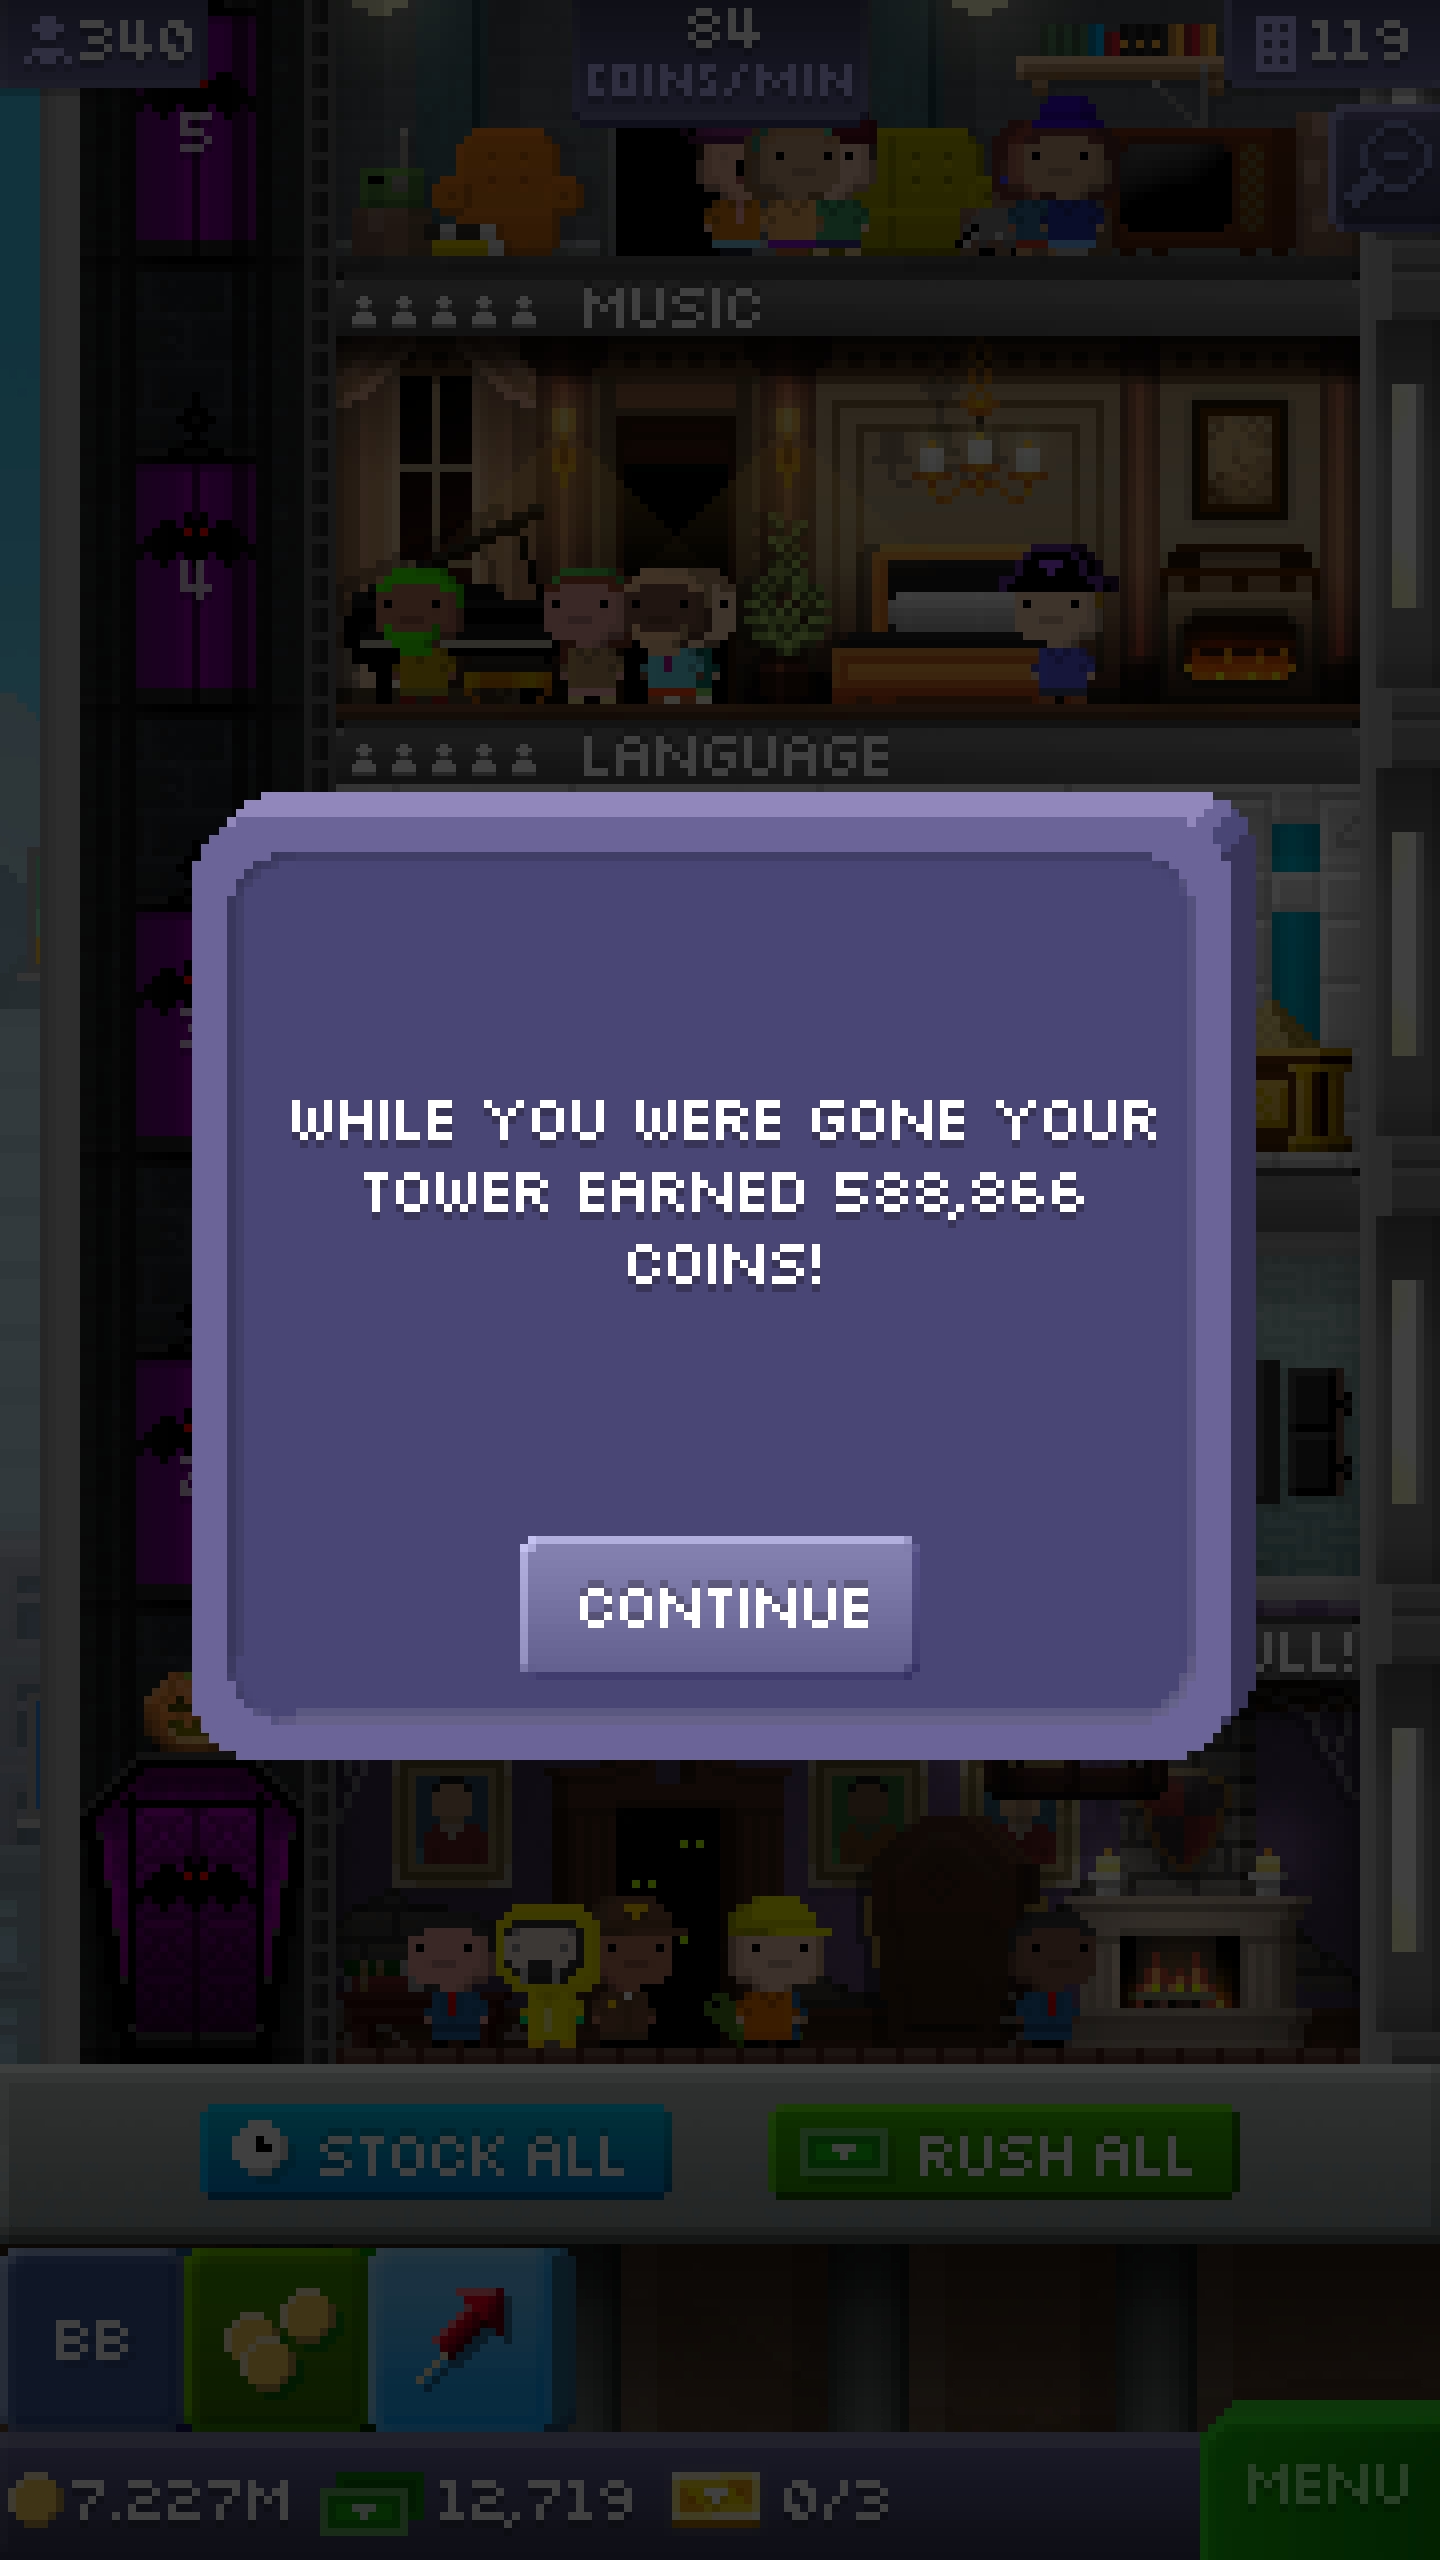 340
84
COINS/MIN
119
5
MUSIC
4
LANGUAGE
WHILE YOU WERE GONE YOUR
TOWER EARNED 588,866
COINS!
CONTINUE
ULL!
STOCK ALL
RUSH ALL
BB
7.227M
12,719
0/3
MENU